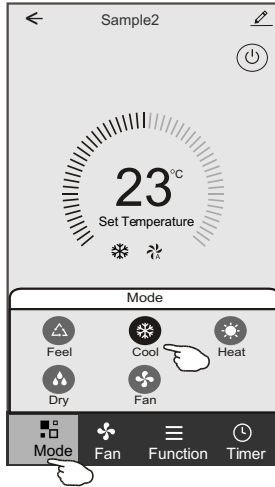 Sample2
23°C
Set Temperature
A
Mode
Feel Cool Heat
Dry Fan
Mode Fan Function Timer